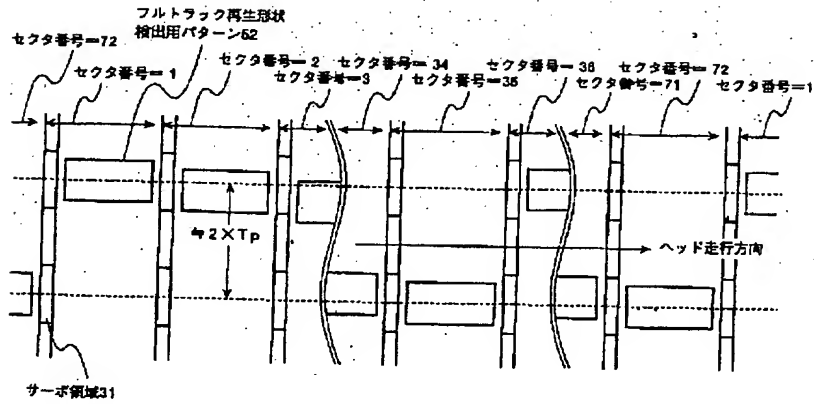 フルトラック再生形状
検出用パターン52
セクタ番号=72
セクタ番号=1
セクタ番号=2
セクタ番号=3
セクタ番号=34
セクタ番号=35
セクタ番号=36
セクタ番号=71
セクタ番号=72
セクタ番号=1
≒2×Tp
ヘッド走行方向
サーボ領域31